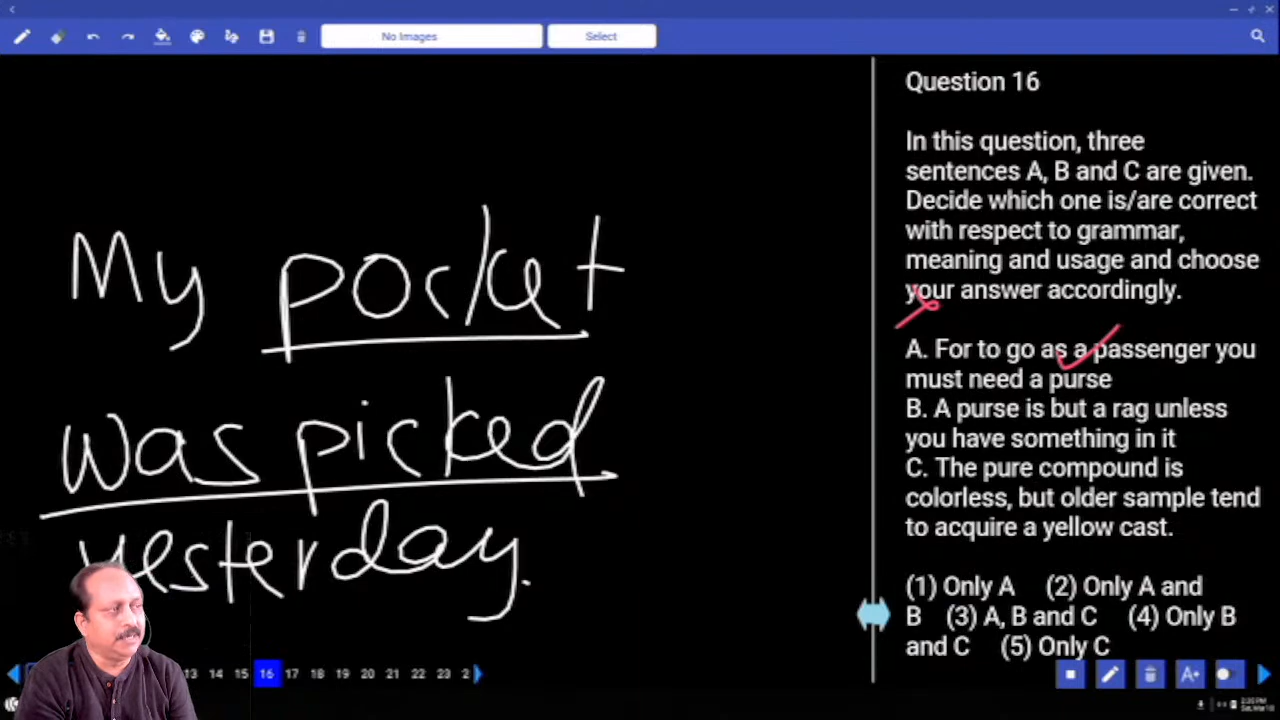 No Images
Select
Question 16
In this question, three
sentences A, B and C are given.
Decide which one is/are correct
with respect to grammar,
meaning and usage and choose
your answer accordingly.
A. For to go as a passenger you
must need a purse
B. A purse is but a rag unless
you have something in it
C. The pure compound is
colorless, but older sample tend
to acquire a yellow cast.
(1) Only A (2) Only A and
B (3) A, B and C (4) Only B
and C (5) Only C
My pocket
was picked
yesterday.
13 14 15 16 17 18 19 20 21 22 23 2
A+